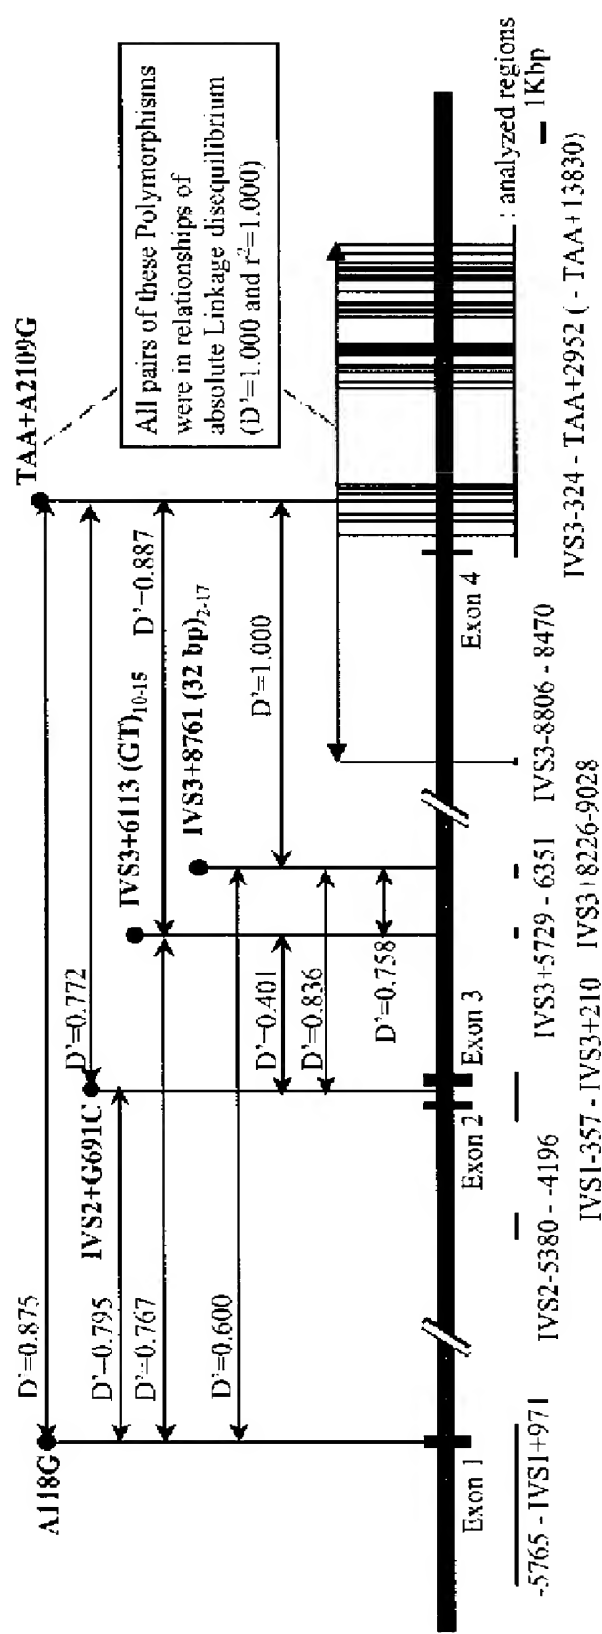 A118G
IVS2+G691C
IVS3+6113 (GT)10-15
IVS3+8761 (32 bp)2-17
TAA+A2109G
D'=0.875
D'=0.772
D'=0.795
D'=0.767
D'=0.887
D'=0.600
D'=0.401
D'=1.000
D'=0.836
D'=0.758
All pairs of these Polymorphisms
were in relationships of
absolute Linkage disequilibrium
(D'=1.000 and r²=1.000)
Exon 1
Exon 2
Exon 3
Exon 4
: analyzed regions
1Kbp
-5765 - IVS1+971
IVS2-5380 - -4196
IVS1-357 - IVS3+210
IVS3+5729 - 6351
IVS3+8226-9028
IVS3-8806 - 8470
IVS3-324 - TAA+2952 ( - TAA+13830)